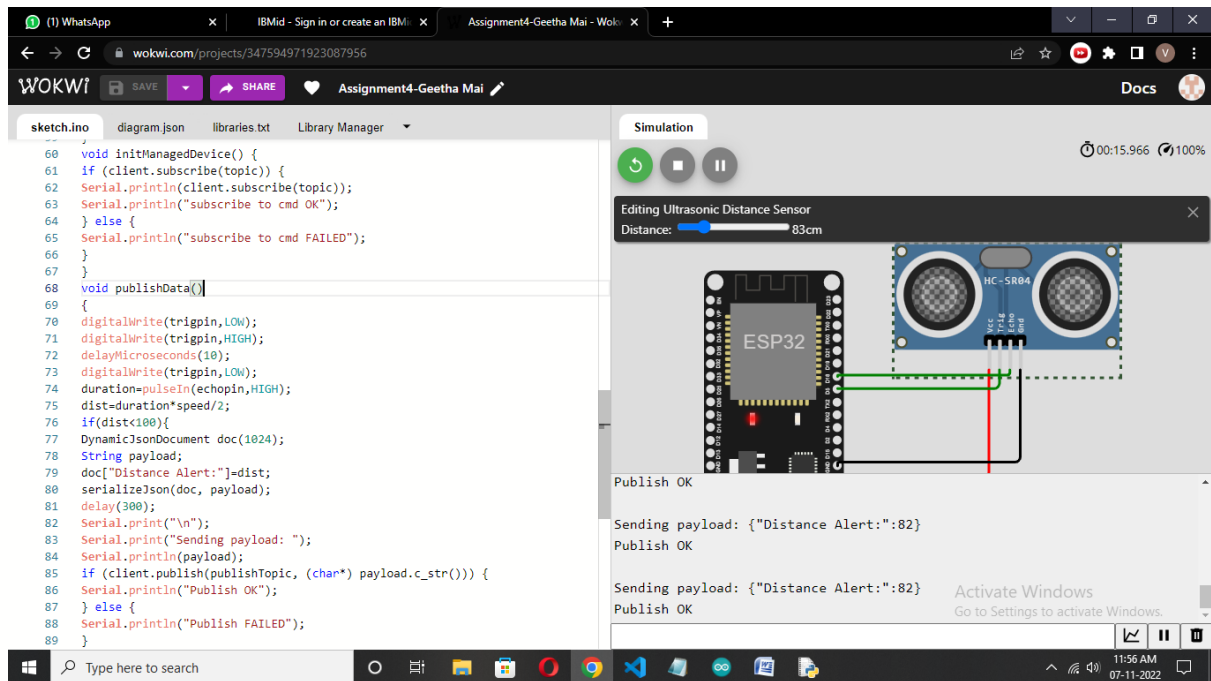 (1) WhatsApp
IBMid - Sign in or create an IBMi
Assignment4-Geetha Mai - Wok
wokwi.com/projects/347594971923087956
V
WOKWi
SAVE
SHARE
Assignment4-Geetha Mai
Docs
sketch.ino diagram.json libraries.txt Library Manager
60 void initManagedDevice() {
61 if (client.subscribe(topic)) {
62 Serial.println(client.subscribe(topic));
63 Serial.println("subscribe to cmd OK");
64 } else {
65 Serial.println("subscribe to cmd FAILED");
66 }
67 }
68 void publishData()
69 {
70 digitalWrite(trigpin,LOW);
71 digitalWrite(trigpin,HIGH);
72 delayMicroseconds(10);
73 digitalWrite(trigpin,LOW);
74 duration=pulseIn(echopin,HIGH);
75 dist=duration*speed/2;
76 if(dist<100){
77 DynamicJsonDocument doc(1024);
78 String payload;
79 doc["Distance Alert:"]=dist;
80 serializeJson(doc, payload);
81 delay(300);
82 Serial.print("\n");
83 Serial.print("Sending payload: ");
84 Serial.println(payload);
85 if (client.publish(publishTopic, (char*) payload.c_str())) {
86 Serial.println("Publish OK");
87 } else {
88 Serial.println("Publish FAILED");
89 }
Simulation
00:15.966 100%
Editing Ultrasonic Distance Sensor
Distance: 83cm
HC-SR04
Vcc
Trig
Echo
Gnd
ESP32
Publish OK
Sending payload: {"Distance Alert:":82}
Publish OK
Sending payload: {"Distance Alert:":82}
Publish OK
Activate Windows
Go to Settings to activate Windows.
Type here to search
11:56 AM
07-11-2022